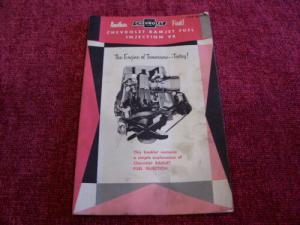 Another CHEVROLET First!
CHEVROLET RAMJET FUEL
INJECTION V8
The Engine of Tomorrow—Today!
This booklet contains
a simple explanation of
Chevrolet RAMJET
FUEL INJECTION